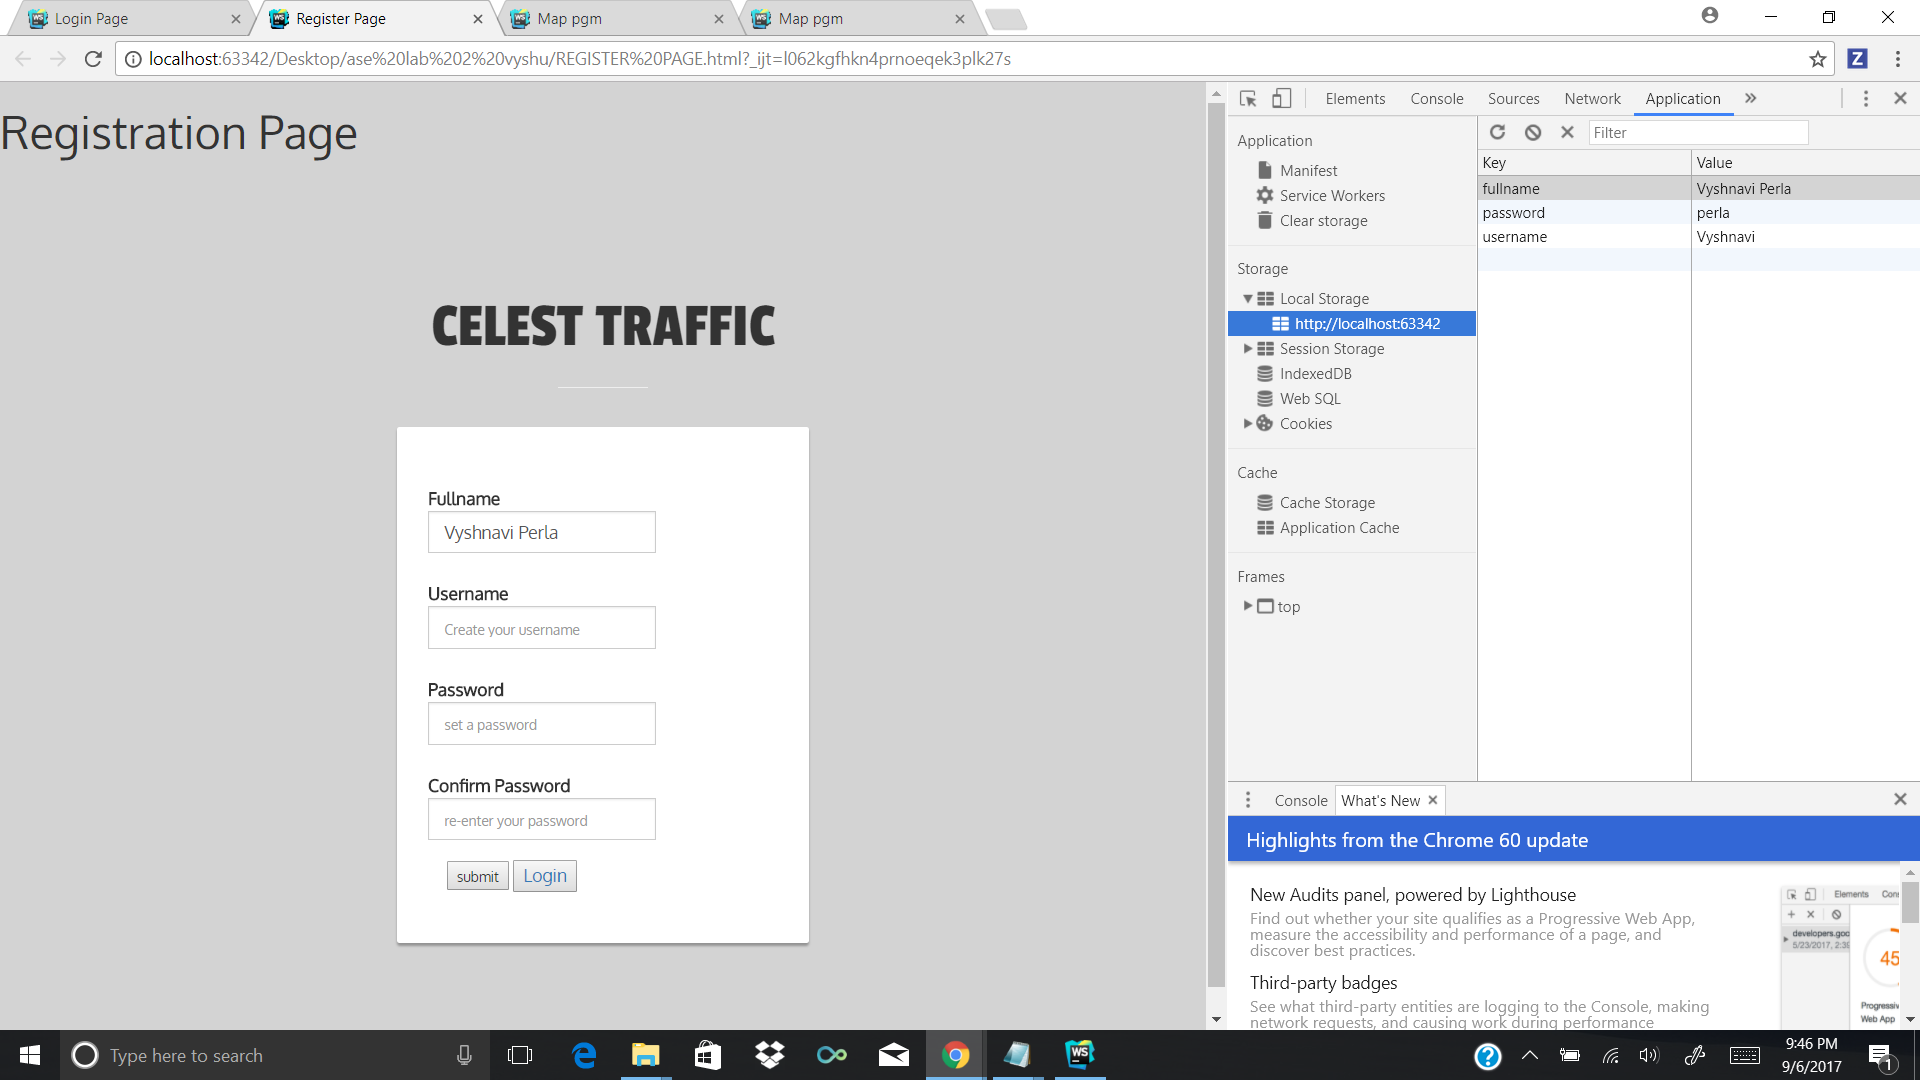 Login Page
Register Page
Map pgm
Map pgm
localhost:63342/Desktop/ase%20lab%202%20vyshu/REGISTER%20PAGE.html?_ijt=l062kgfhkn4prnoeqek3plk27s
Z
Registration Page
CELEST TRAFFIC
Fullname
Vyshnavi Perla
Username
Create your username
Password
set a password
Confirm Password
re-enter your password
submit Login
Elements Console Sources Network Application
Application
Manifest
Service Workers
Clear storage
Storage
Local Storage
http://localhost:63342
Session Storage
IndexedDB
Web SQL
Cookies
Cache
Cache Storage
Application Cache
Frames
top
Filter
Key Value
fullname Vyshnavi Perla
password perla
username Vyshnavi
Console What's New
Highlights from the Chrome 60 update
New Audits panel, powered by Lighthouse
Find out whether your site qualifies as a Progressive Web App,
measure the accessibility and performance of a page, and
discover best practices.
Third-party badges
See what third-party entities are logging to the Console, making
network requests, and causing work during performance
Elements
developers.goo
5/23/2017, 2:39
45
Progressiv
Web App
Type here to search
WS
9:46 PM
9/6/2017
1